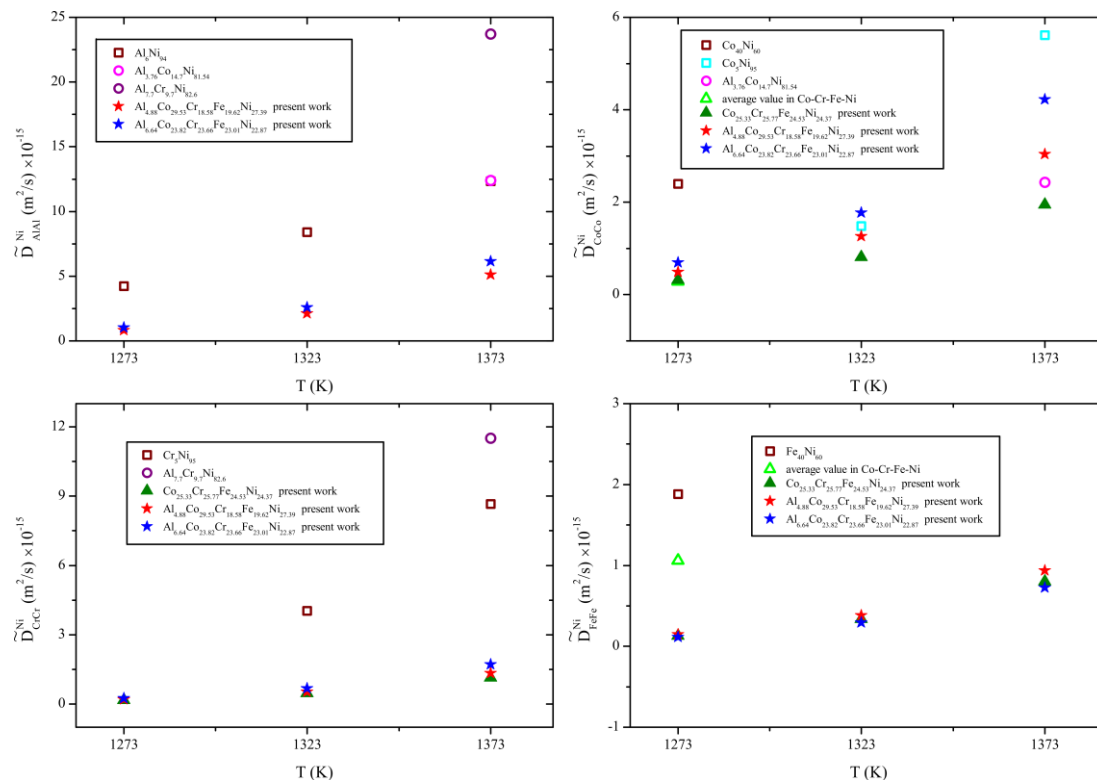 25
20
15
10
5
0
Al6Ni94
Al3.76Co14.7Ni81.54
Al7.7Cr9.7Ni82.6
Al4.88Co29.53Cr18.58Fe19.62Ni27.39 present work
Al6.64Co23.82Cr23.66Fe23.01Ni22.87 present work
D̃NiAlAl (m2/s) ×10-15
1273 1323 1373
T (K)
6
4
2
0
Co40Ni60
Co5Ni95
Al3.76Co14.7Ni81.54
average value in Co-Cr-Fe-Ni
Co25.33Cr25.77Fe24.53Ni24.37 present work
Al4.88Co29.53Cr18.58Fe19.62Ni27.39 present work
Al6.64Co23.82Cr23.66Fe23.01Ni22.87 present work
D̃NiCoCo (m2/s) ×10-15
1273 1323 1373
T (K)
12
9
6
3
0
Cr5Ni95
Al7.7Cr9.7Ni82.6
Co25.33Cr25.77Fe24.53Ni24.37 present work
Al4.88Co29.53Cr18.58Fe19.62Ni27.39 present work
Al6.64Co23.82Cr23.66Fe23.01Ni22.87 present work
D̃NiCrCr (m2/s) ×10-15
1273 1323 1373
T (K)
3
2
1
0
-1
Fe40Ni60
average value in Co-Cr-Fe-Ni
Co25.33Cr25.77Fe24.53Ni24.37 present work
Al4.88Co29.53Cr18.58Fe19.62Ni27.39 present work
Al6.64Co23.82Cr23.66Fe23.01Ni22.87 present work
D̃NiFeFe (m2/s) ×10-15
1273 1323 1373
T (K)